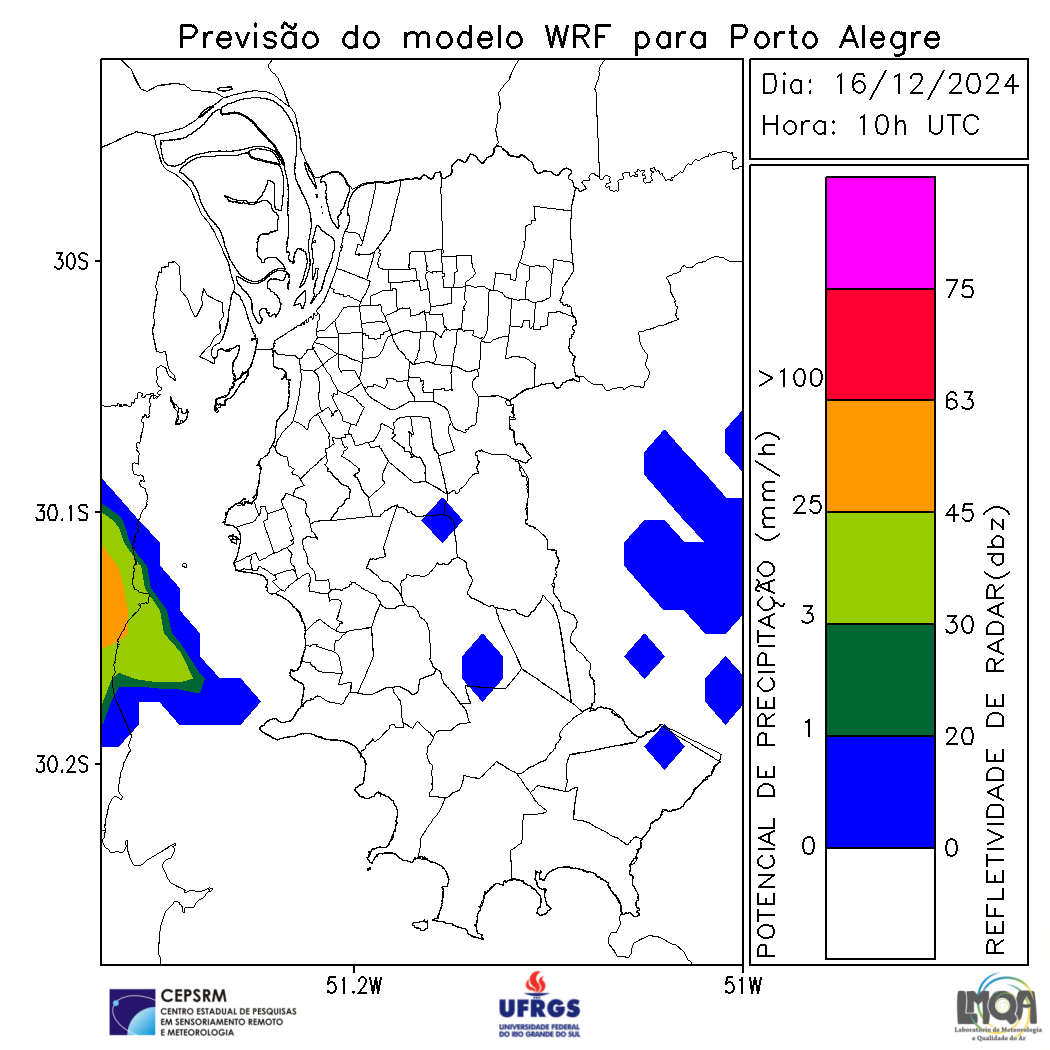 Previsão do modelo WRF para Porto Alegre
Dia: 16/12/2024
Hora: 10h UTC
30S
30.1S
30.2S
51.2W
51W
POTENCIAL DE PRECIPITAÇÃO (mm/h)
>100
25
3
1
0
75
63
45
30
20
0
REFLETIVIDADE DE RADAR(dbz)
CEPSRM
CENTRO ESTADUAL DE PESQUISAS
EM SENSORIAMENTO REMOTO
E METEOROLOGIA
UFRGS
UNIVERSIDADE FEDERAL
DO RIO GRANDE DO SUL
LMQA
Laboratório de Meteorologia
e Qualidade do Ar